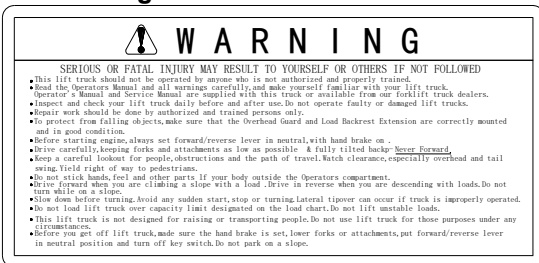 WARNING
SERIOUS OR FATAL INJURY MAY RESULT TO YOURSELF OR OTHERS IF NOT FOLLOWED
•This lift truck should not be operated by anyone who is not authorized and properly trained.
•Read the Operators Manual and all warnings carefully,and make yourself familiar with your lift truck.
Operator's Manual and Service Manual are supplied with this truck or available from our forklift truck dealers.
•Inspect and check your lift truck daily before and after use.Do not operate faulty or damaged lift trucks.
•Repair work should be done by authorized and trained persons only.
•To protect from falling objects,make sure that the Overhead Guard and Load Backrest Extension are correctly mounted
and in good condition.
•Before starting engine,always set forward/reverse lever in neutral,with hand brake on .
•Drive carefully,keeping forks and attachments as low as possible & fully tilted back Never Forward
•Keep a careful lookout for people,obstructions and the path of travel.Watch clearance,especially overhead and tail
swing.Yield right of way to pedestrians.
•Do not stick hands,feel and other parts If your body outside the Operators compartment.
•Drive forward when you are climbing a slope with a load .Drive in reverse when you are descending with loads.Do not
turn while on a slope.
•Slow down before turning.Avoid any sudden start,stop or turning.Lateral tipover can occur if truck is improperly operated.
•Do not load lift truck over capacity limit designated on the load chart.Do not lift unstable loads.
•This lift truck is not designed for raising or transporting people.Do not use lift truck for those purposes under any
circumstances.
•Before you get off lift truck,made sure the hand brake is set,lower forks or attachments,put forward/reverse lever
in neutral position and turn off key switch.Do not park on a slope.